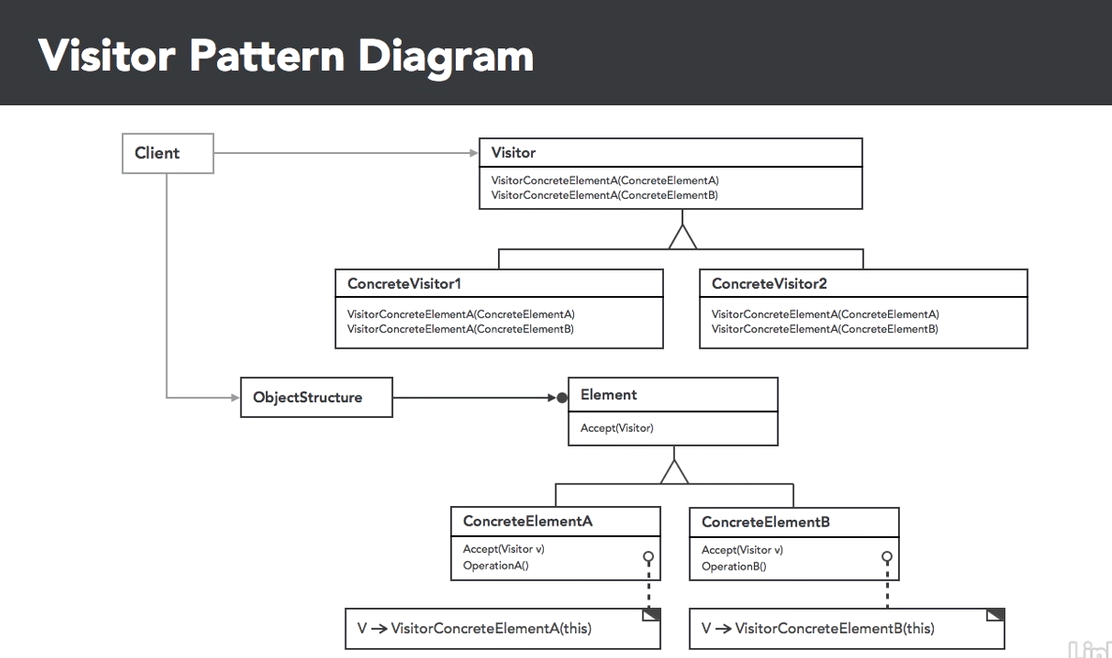 Visitor Pattern Diagram
Client
Visitor
VisitorConcreteElementA(ConcreteElementA)
VisitorConcreteElementA(ConcreteElementB)
ConcreteVisitor1
VisitorConcreteElementA(ConcreteElementA)
VisitorConcreteElementA(ConcreteElementB)
ConcreteVisitor2
VisitorConcreteElementA(ConcreteElementA)
VisitorConcreteElementA(ConcreteElementB)
ObjectStructure
Element
Accept(Visitor)
ConcreteElementA
Accept(Visitor v)
OperationA()
ConcreteElementB
Accept(Visitor v)
OperationB()
V → VisitorConcreteElementA(this)
V → VisitorConcreteElementB(this)